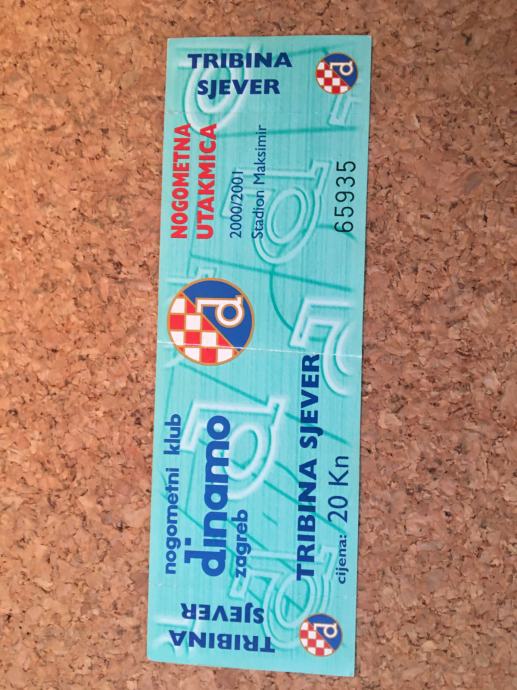 TRIBINA
SJEVER
nogometni klub
dinamo
zagreb
TRIBINA SJEVER
cijena: 20 Kn
d
NOGOMETNA
UTAKMICA
2000/2001
Stadion Maksimir
65935
TRIBINA
SJEVER